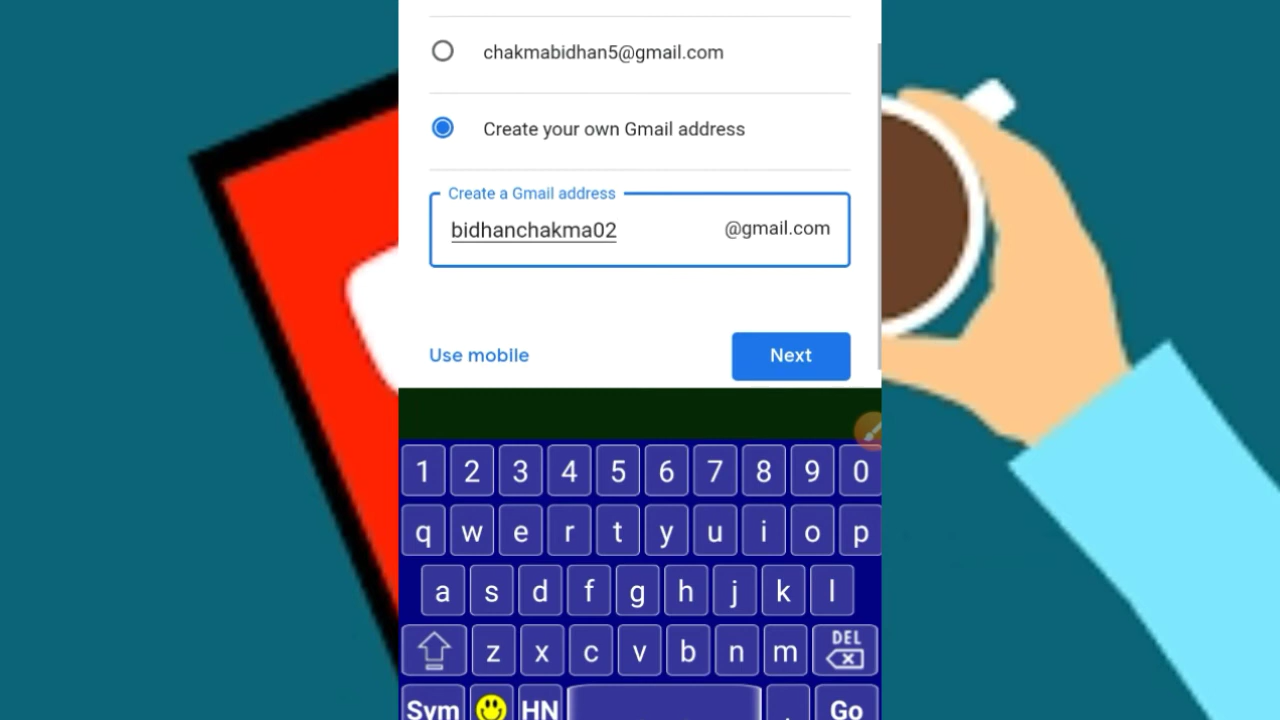 chakmabidhan5@gmail.com
Create your own Gmail address
Create a Gmail address
bidhanchakma02 @gmail.com
Use mobile Next
1 2 3 4 5 6 7 8 9 0
q w e r t y u i o p
a s d f g h j k l
z x c v b n m DEL
Sym HN . Go